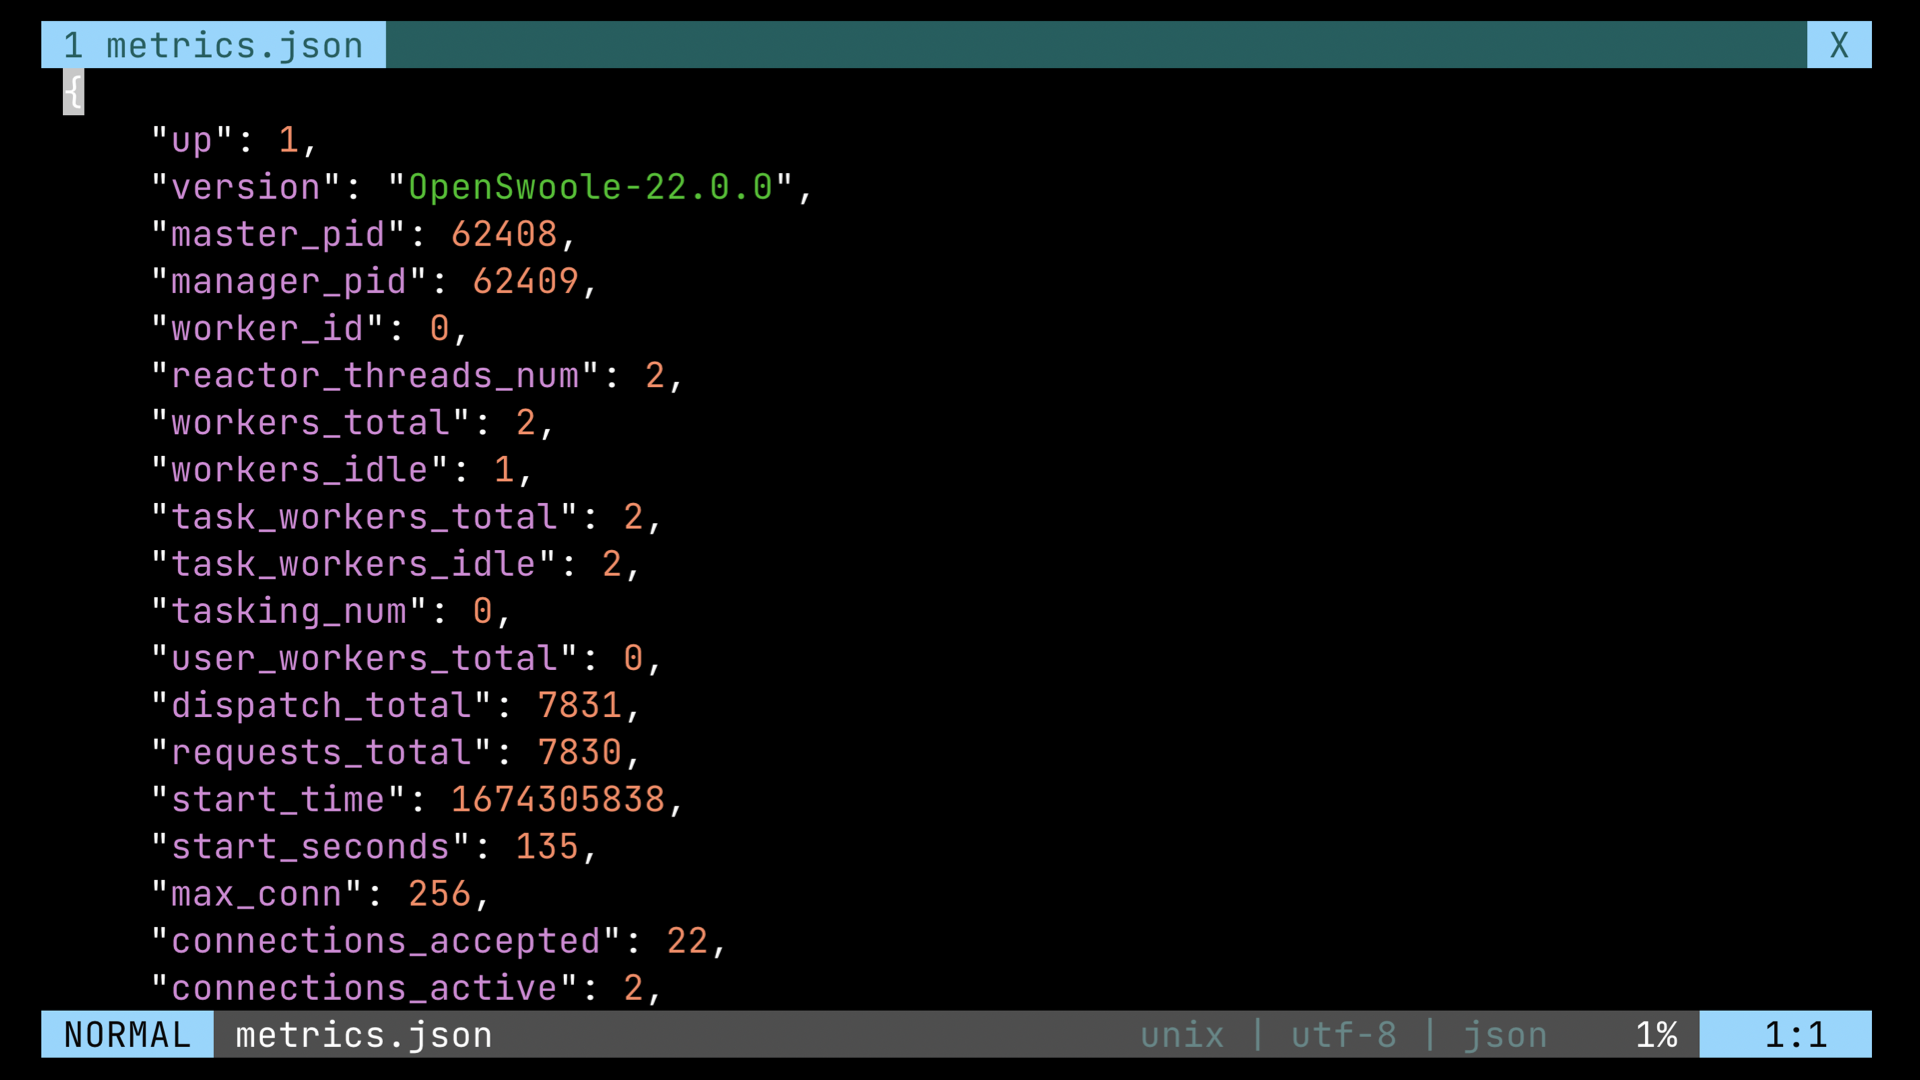 1 metrics.json X
{
"up": 1,
"version": "OpenSwoole-22.0.0",
"master_pid": 62408,
"manager_pid": 62409,
"worker_id": 0,
"reactor_threads_num": 2,
"workers_total": 2,
"workers_idle": 1,
"task_workers_total": 2,
"task_workers_idle": 2,
"tasking_num": 0,
"user_workers_total": 0,
"dispatch_total": 7831,
"requests_total": 7830,
"start_time": 1674305838,
"start_seconds": 135,
"max_conn": 256,
"connections_accepted": 22,
"connections_active": 2,
NORMAL metrics.json unix | utf-8 | json 1% 1:1